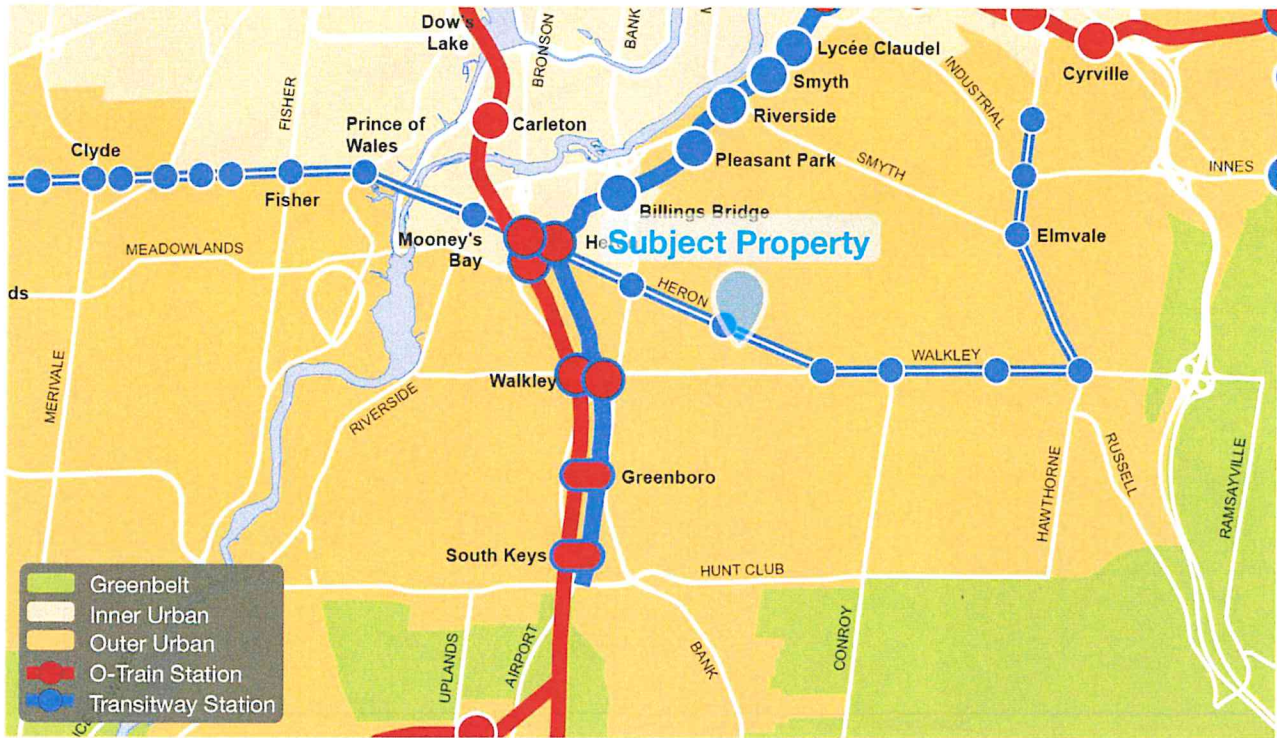 Dow's
Lake
BRONSON
BANK
Lycée Claudel
Cyrville
INDUSTRIAL
Smyth
FISHER
Carleton
Riverside
Prince of
Wales
Clyde
Pleasant Park
SMYTH
INNES
Fisher
Billings Bridge
Elmvale
MEADOWLANDS
Mooney's
Bay
Subject Property
HERON
ds
MERIVALE
RIVERSIDE
Walkley
WALKLEY
Greenboro
HAWTHORNE
RUSSELL
RAMSAYVILLE
South Keys
HUNT CLUB
UPLANDS
AIRPORT
BANK
CONROY
Greenbelt
Inner Urban
Outer Urban
O-Train Station
Transitway Station